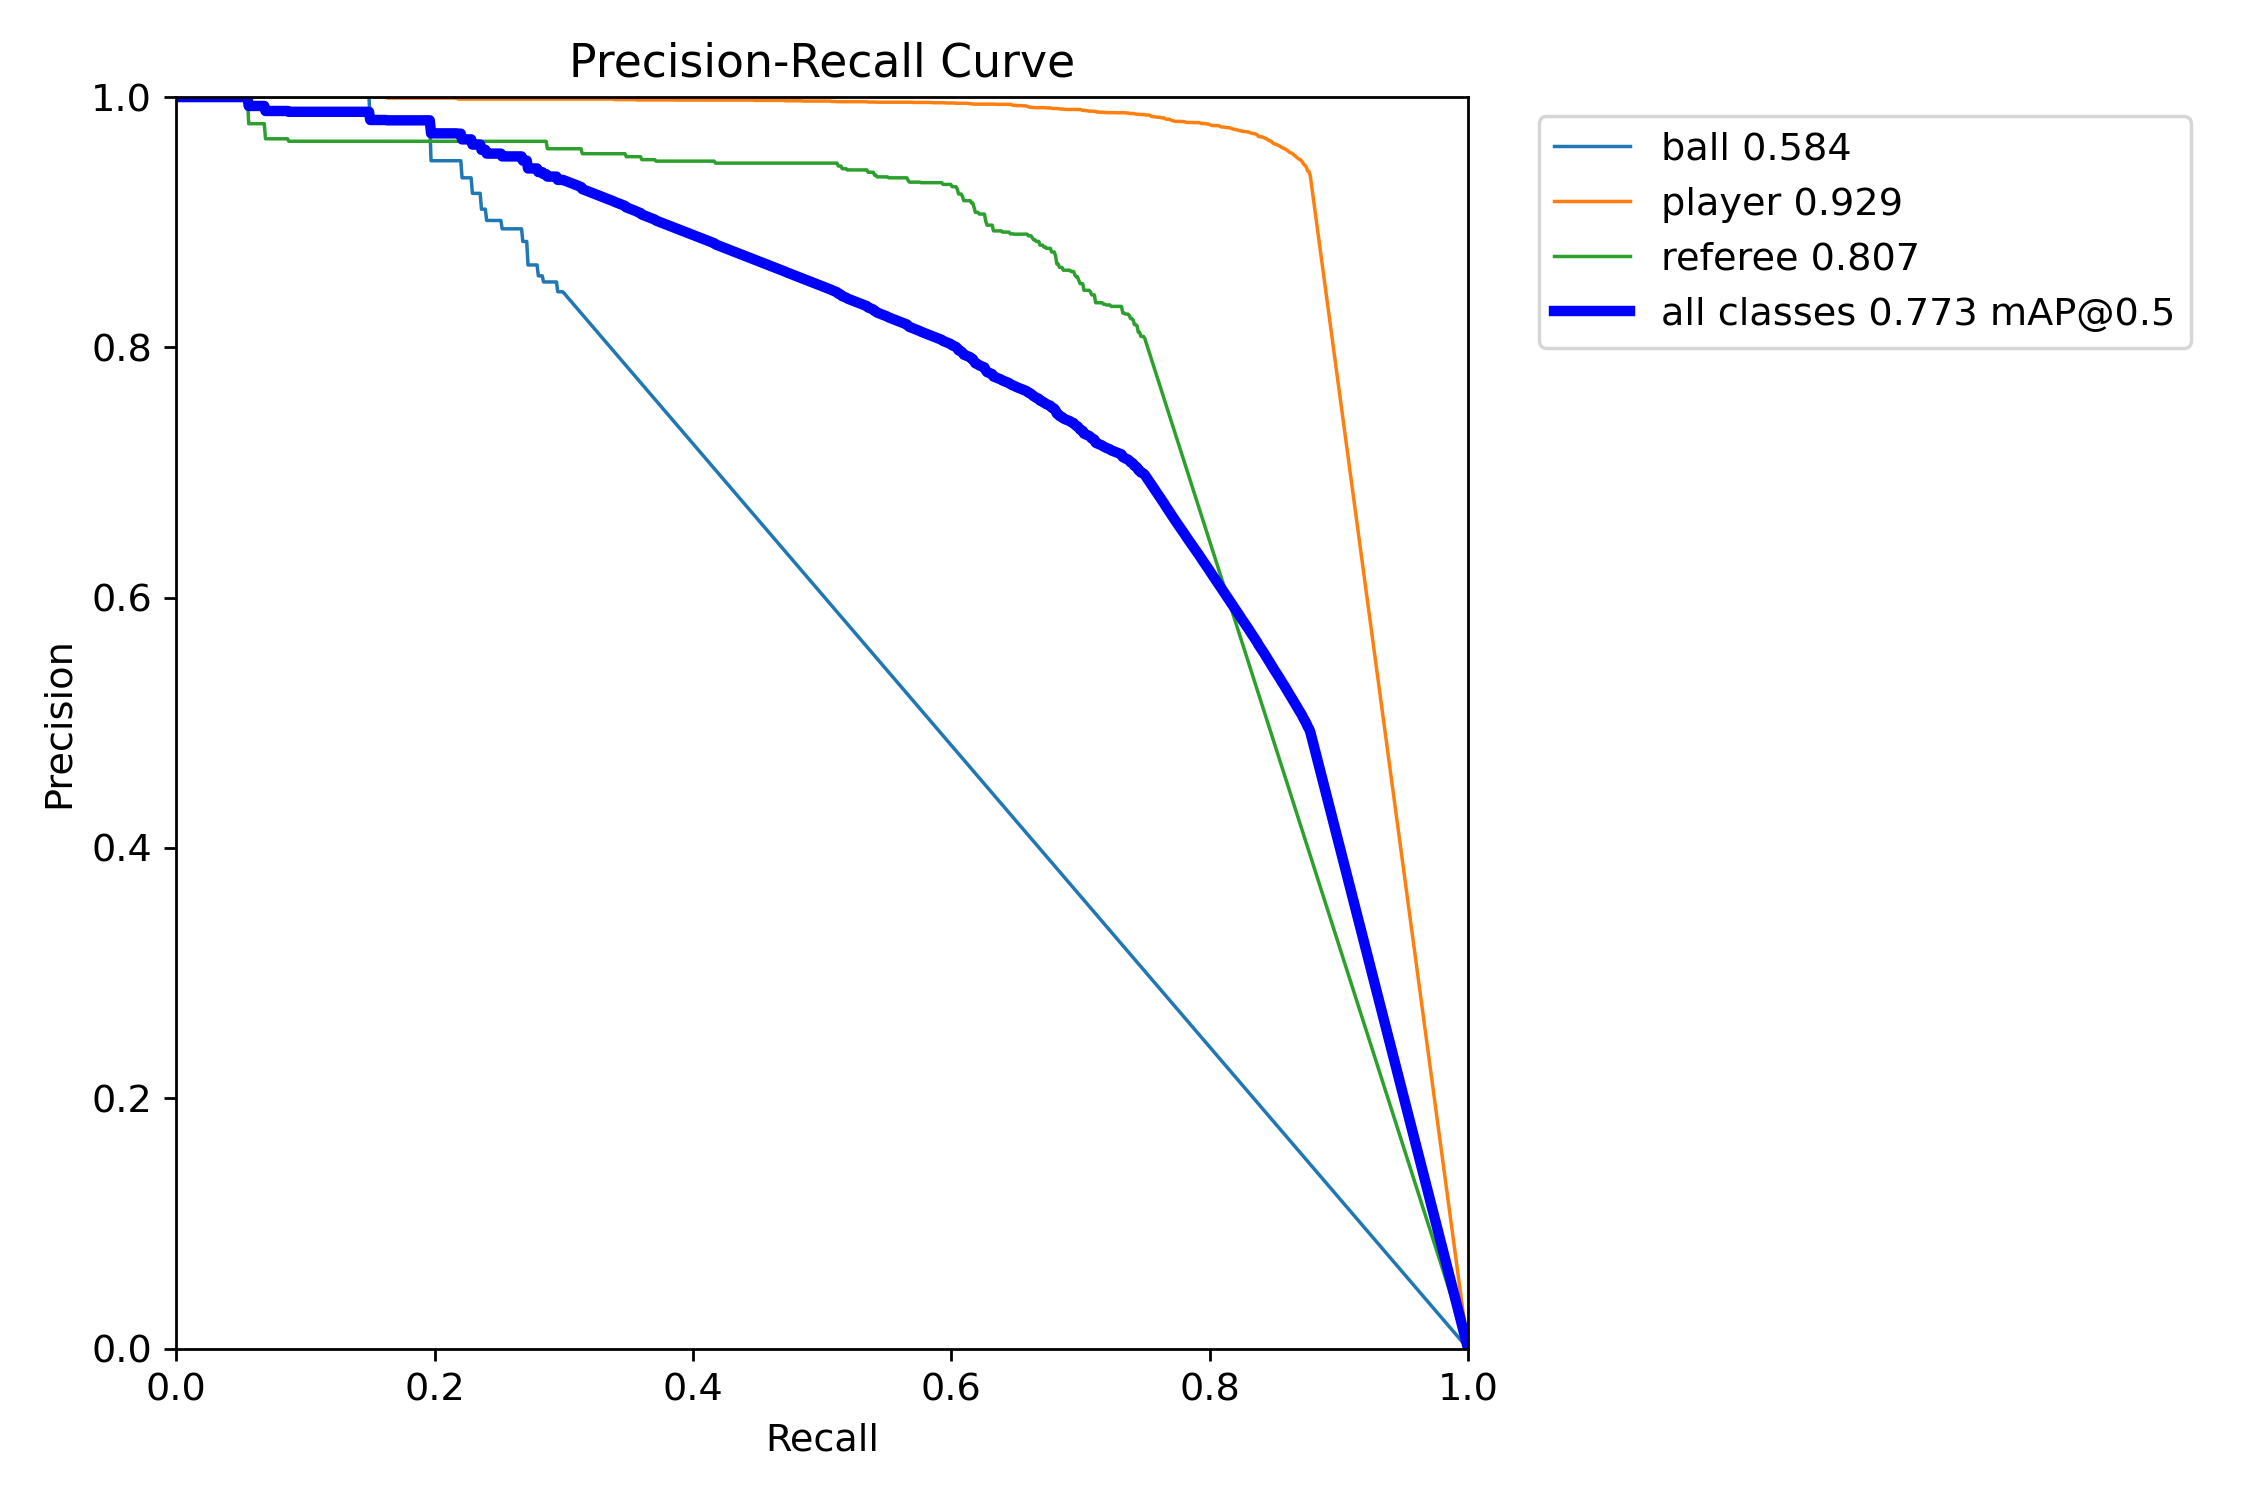 Precision-Recall Curve
1.0
0.8
0.6
0.4
0.2
0.0
Precision
0.0 0.2 0.4 0.6 0.8 1.0
Recall
ball 0.584
player 0.929
referee 0.807
all classes 0.773 mAP@0.5